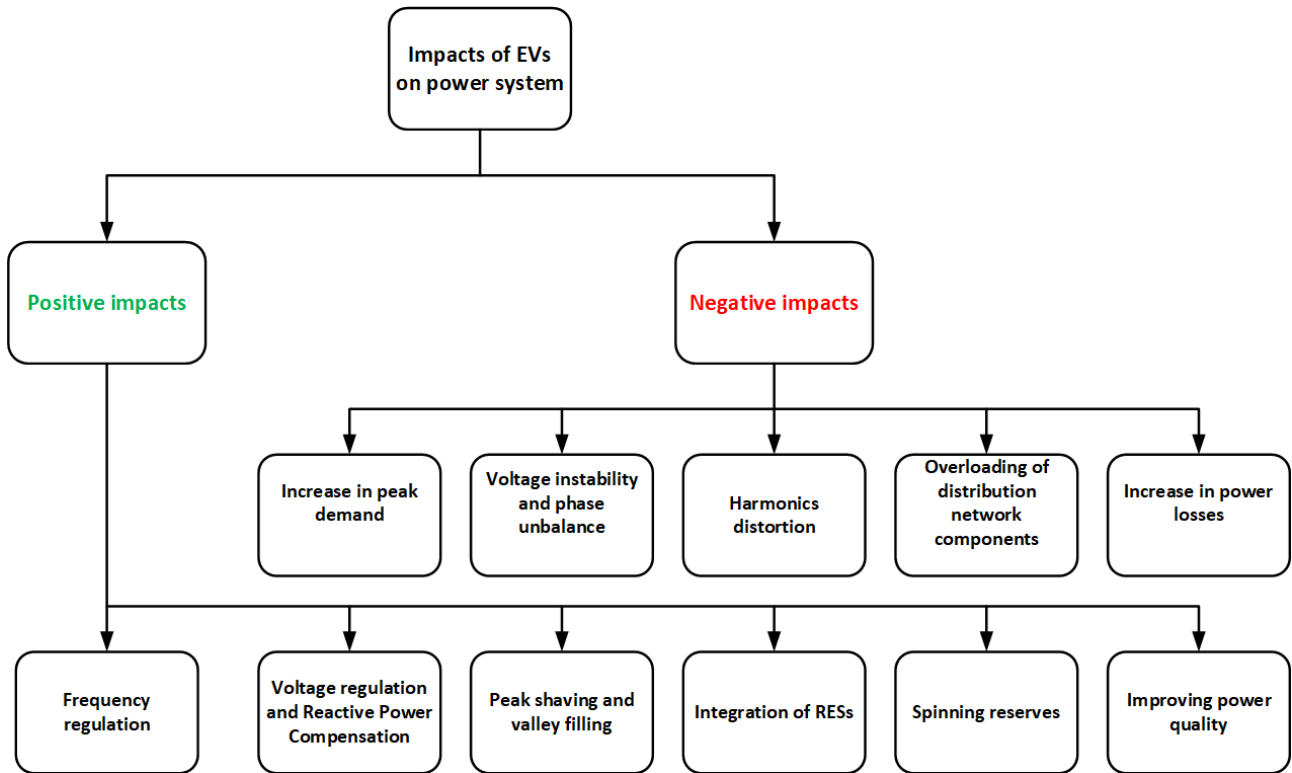 Impacts of EVs
on power system
Positive impacts
Negative impacts
Increase in peak
demand
Voltage instability
and phase
unbalance
Harmonics
distortion
Overloading of
distribution
network
components
Increase in power
losses
Frequency
regulation
Voltage regulation
and Reactive Power
Compensation
Peak shaving and
valley filling
Integration of RESs
Spinning reserves
Improving power
quality